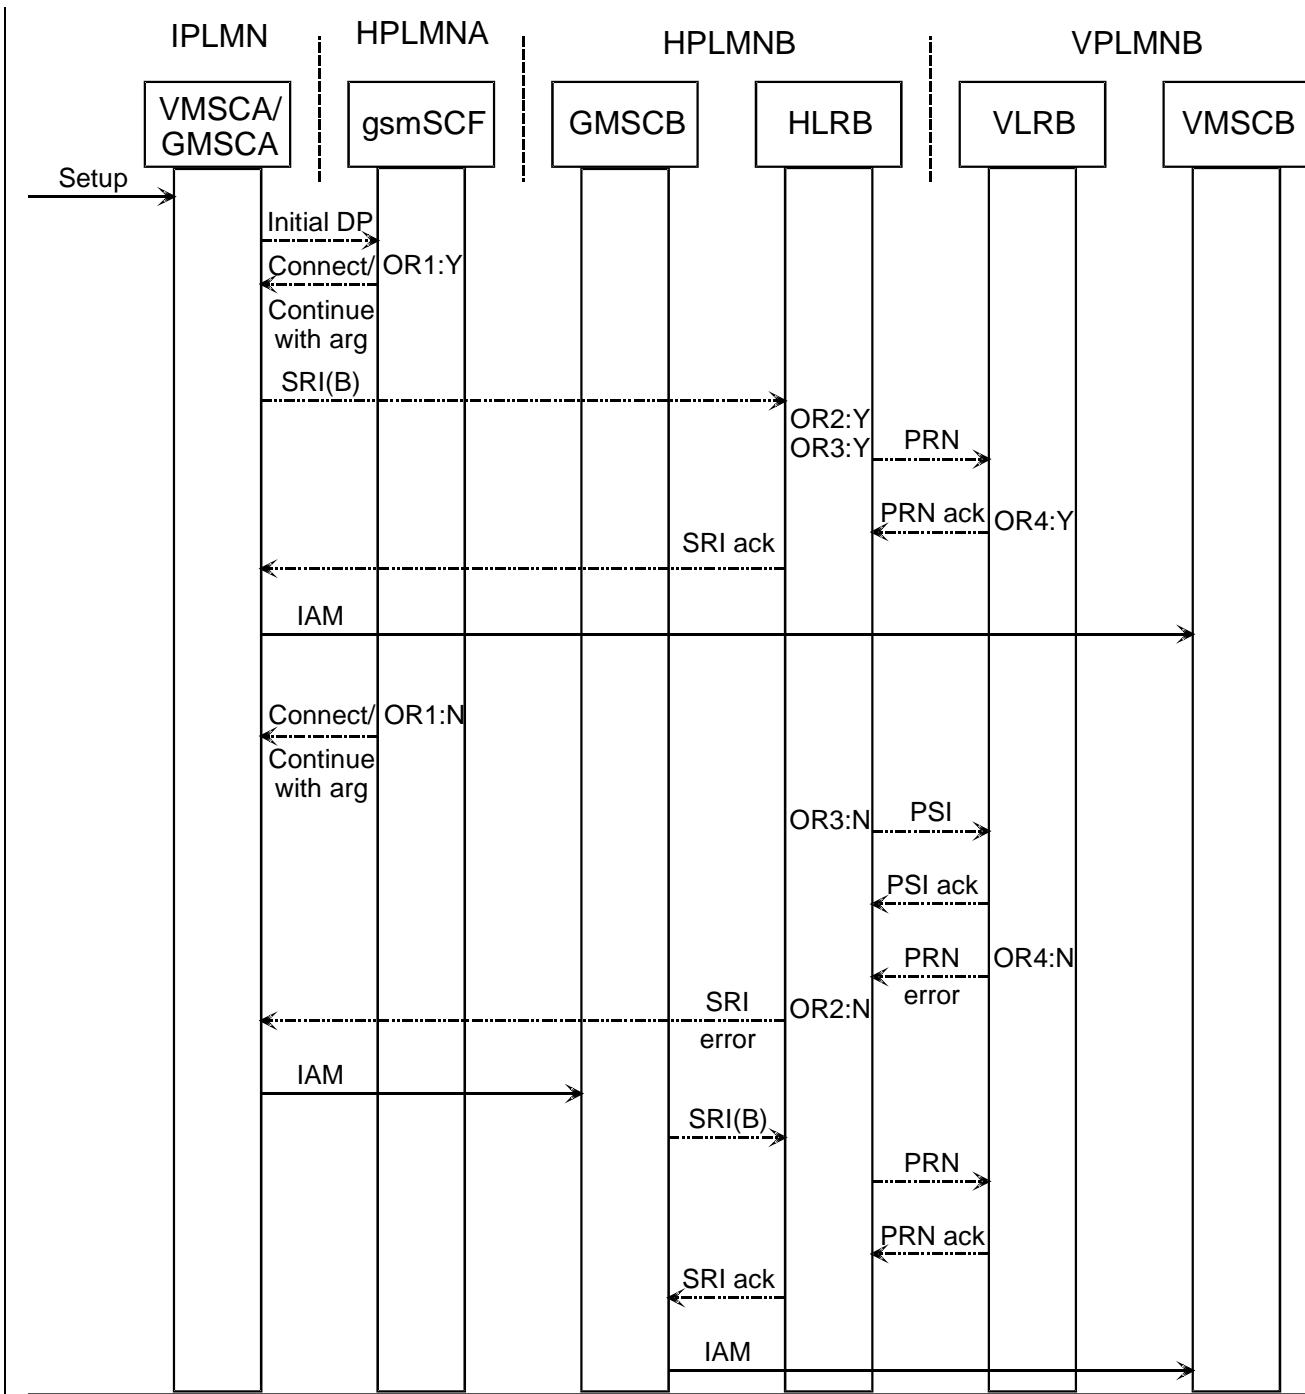 IPLMN
HPLMNA
HPLMNB
VPLMNB
VMSCA/
GMSCA
gsmSCF
GMSCB
HLRB
VLRB
VMSCB
Setup
Initial DP
Connect/
OR1:Y
Continue
with arg
SRI(B)
OR2:Y
OR3:Y
PRN
PRN ack
OR4:Y
SRI ack
IAM
Connect/
OR1:N
Continue
with arg
OR3:N
PSI
PSI ack
PRN
error
OR4:N
SRI
error
OR2:N
IAM
SRI(B)
PRN
PRN ack
SRI ack
IAM